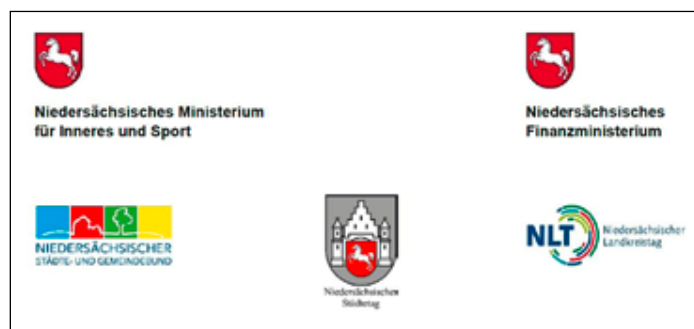 Niedersächsisches Ministerium
für Inneres und Sport
Niedersächsisches
Finanzministerium
NIEDERSÄCHSISCHER
STÄDTE- UND GEMEINDEBUND
Niedersächsischer
Städtetag
NLT
Niedersächsischer
Landkreistag